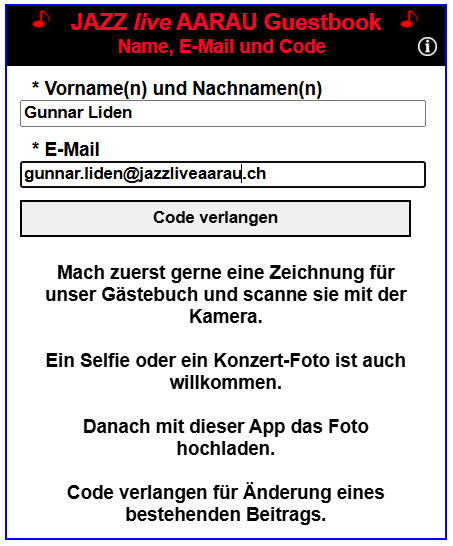 JAZZ live AARAU Guestbook
Name, E-Mail und Code
* Vorname(n) und Nachnamen(n)
Gunnar Liden
* E-Mail
gunnar.liden@jazzliveaarau.ch
Code verlangen
Mach zuerst gerne eine Zeichnung für
unser Gästebuch und scanne sie mit der
Kamera.
Ein Selfie oder ein Konzert-Foto ist auch
willkommen.
Danach mit dieser App das Foto
hochladen.
Code verlangen für Änderung eines
bestehenden Beitrags.